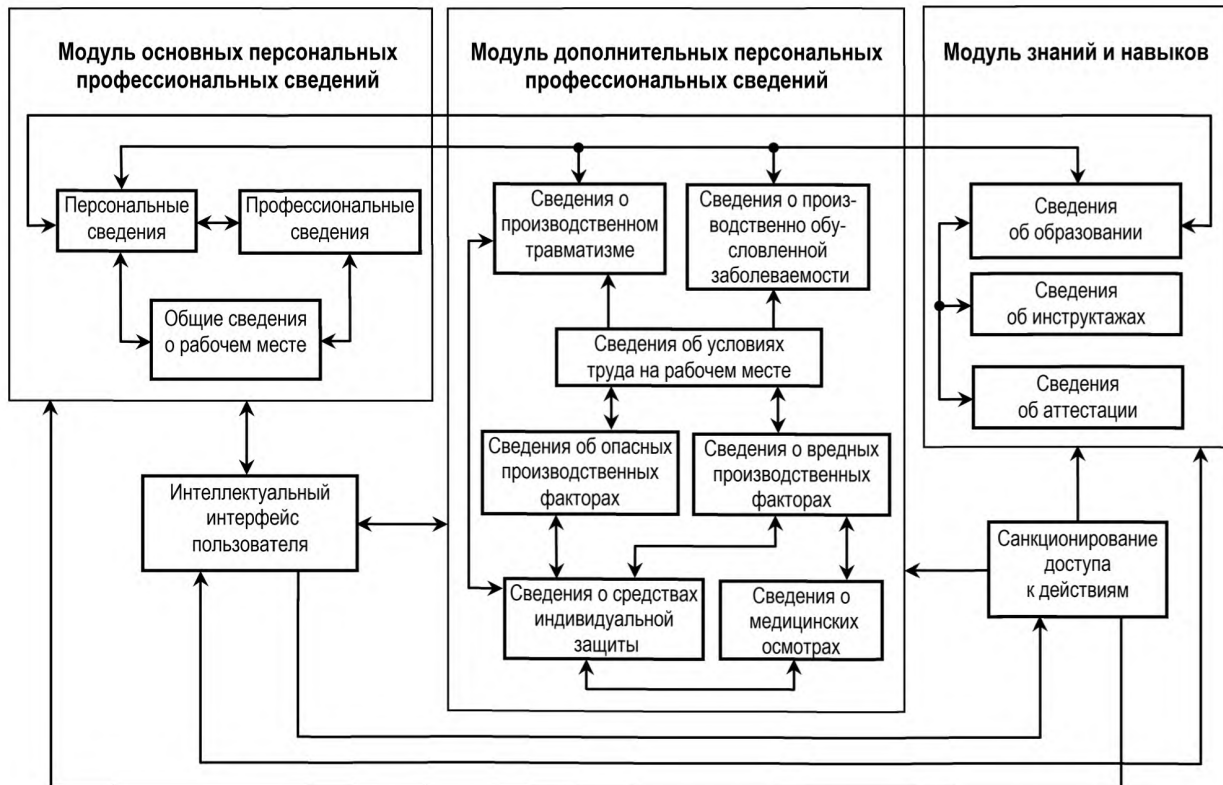 Модуль основных персональных
профессиональных сведений
Персональные
сведения
Профессиональные
сведения
Общие сведения
о рабочем месте
Интеллектуальный
интерфейс
пользователя
Модуль дополнительных персональных
профессиональных сведений
Сведения о
производственном
травматизме
Сведения о произ-
водственно обу-
словленной
заболеваемости
Сведения об условиях
труда на рабочем месте
Сведения об опасных
производственных
факторах
Сведения о вредных
производственных
факторах
Сведения о средствах
индивидуальной
защиты
Сведения о
медицинских
осмотрах
Модуль знаний и навыков
Сведения
об образовании
Сведения
об инструктажах
Сведения
об аттестации
Санкционирование
доступа
к действиям